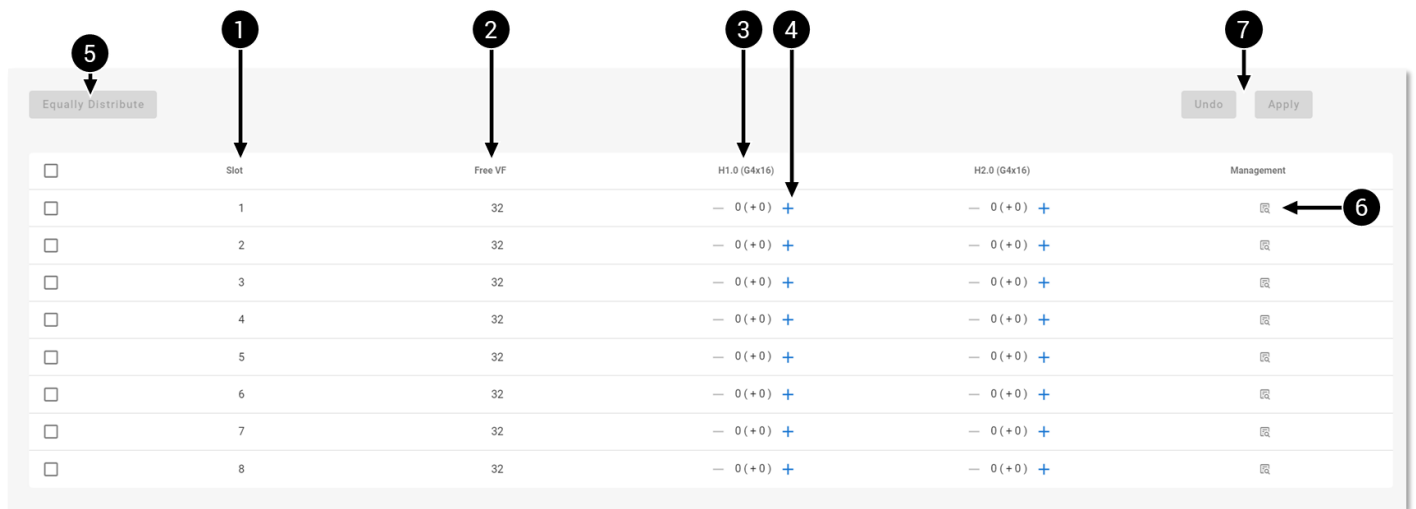 1 2 3 4 7
5
Equally Distribute Undo Apply
Slot Free VF H1.0 (G4x16) H2.0 (G4x16) Management
1 32 — 0 (+0) + — 0 (+0) + 6
2 32 — 0 (+0) + — 0 (+0) +
3 32 — 0 (+0) + — 0 (+0) +
4 32 — 0 (+0) + — 0 (+0) +
5 32 — 0 (+0) + — 0 (+0) +
6 32 — 0 (+0) + — 0 (+0) +
7 32 — 0 (+0) + — 0 (+0) +
8 32 — 0 (+0) + — 0 (+0) +